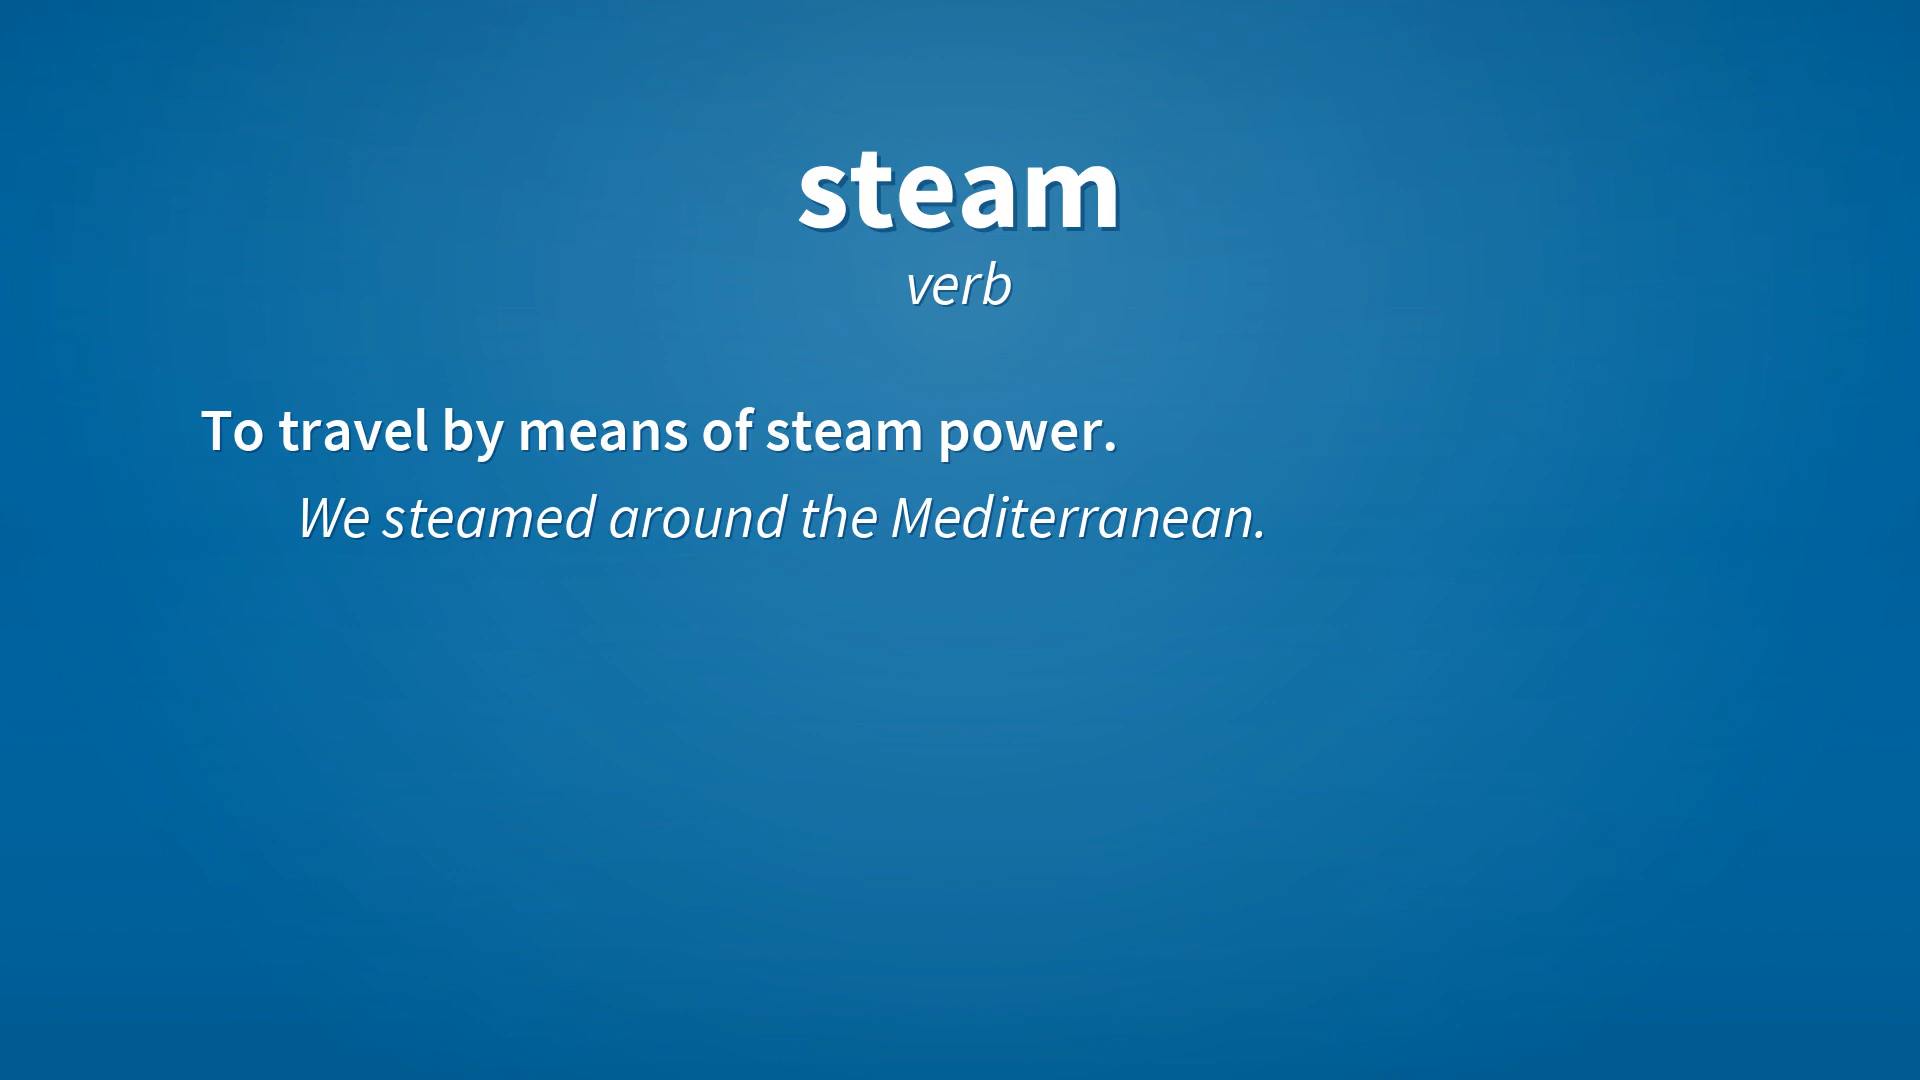 steam
verb
To travel by means of steam power.
We steamed around the Mediterranean.